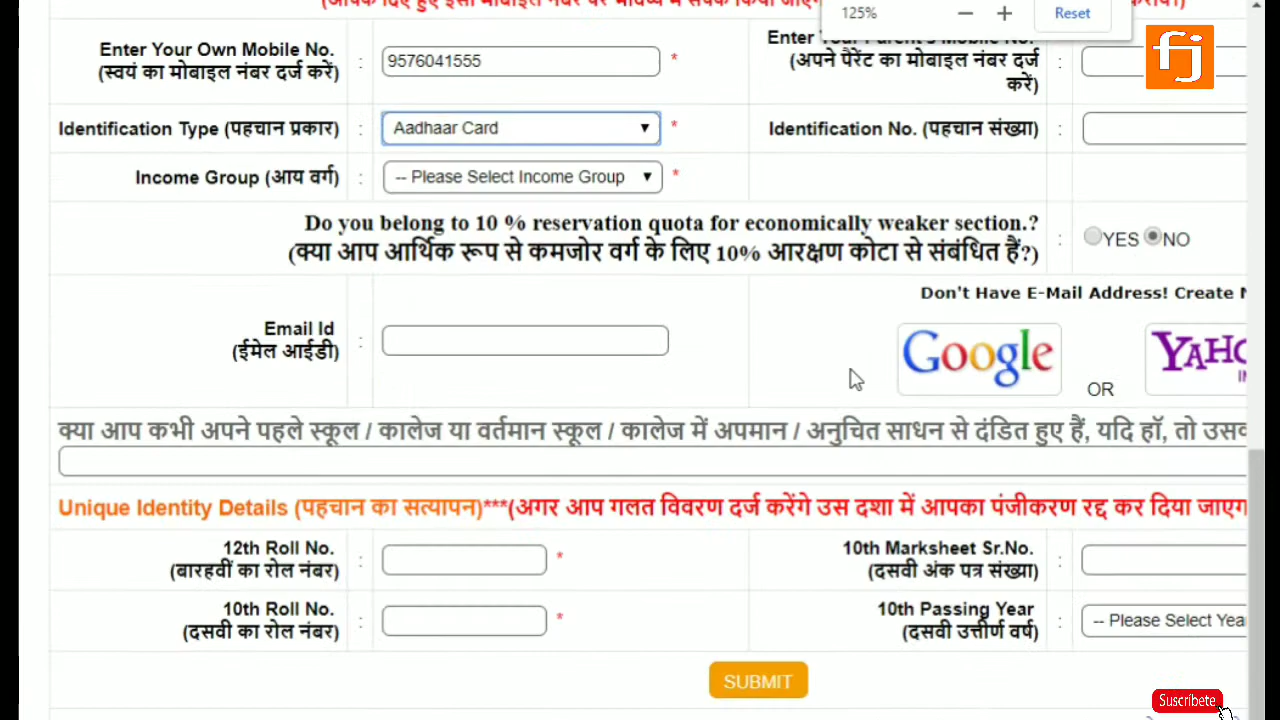 125% Reset
Enter Your Own Mobile No.
(स्वयं का मोबाइल नंबर दर्ज करें)
:
9576041555
*
(अपने पैरेंट का मोबाइल नंबर दर्ज
करें)
:
fj
Identification Type (पहचान प्रकार) : Aadhaar Card *
Identification No. (पहचान संख्या) :
Income Group (आय वर्ग) : -- Please Select Income Group *
Do you belong to 10 % reservation quota for economically weaker section.?
(क्या आप आर्थिक रूप से कमजोर वर्ग के लिए 10% आरक्षण कोटा से संबंधित हैं?)
: YES NO
Don't Have E-Mail Address! Create
Email Id
(ईमेल आईडी)
:
Google
OR
क्या आप कभी अपने पहले स्कूल / कालेज या वर्तमान स्कूल / कालेज में अपमान / अनुचित साधन से दंडित हुए हैं, यदि हॉ, तो
Unique Identity Details (पहचान का सत्यापन)***(अगर आप गलत विवरण दर्ज करेंगे उस दशा में आपका पंजीकरण रद्द कर दिया
12th Roll No.
(बारहवीं का रोल नंबर)
: *
10th Marksheet Sr.No.
(दसवी अंक पत्र संख्या)
:
10th Roll No.
(दसवी का रोल नंबर)
: *
10th Passing Year
(दसवी उत्तीर्ण वर्ष)
: -- Please Select
SUBMIT
Suscríbete